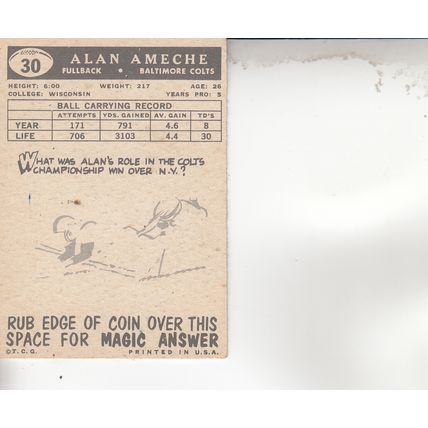 30
ALAN AMECHE
FULLBACK • BALTIMORE COLTS
HEIGHT: 6:00 WEIGHT: 217 AGE: 26
COLLEGE: WISCONSIN YEARS PRO: 5
BALL CARRYING RECORD
ATTEMPTS YDS. GAINED AV. GAIN TD'S
YEAR 171 791 4.6 8
LIFE 706 3103 4.4 30
WHAT WAS ALAN'S ROLE IN THE COLTS
CHAMPIONSHIP WIN OVER N.Y.?
RUB EDGE OF COIN OVER THIS
SPACE FOR MAGIC ANSWER
©T.C.G. PRINTED IN U.S.A.